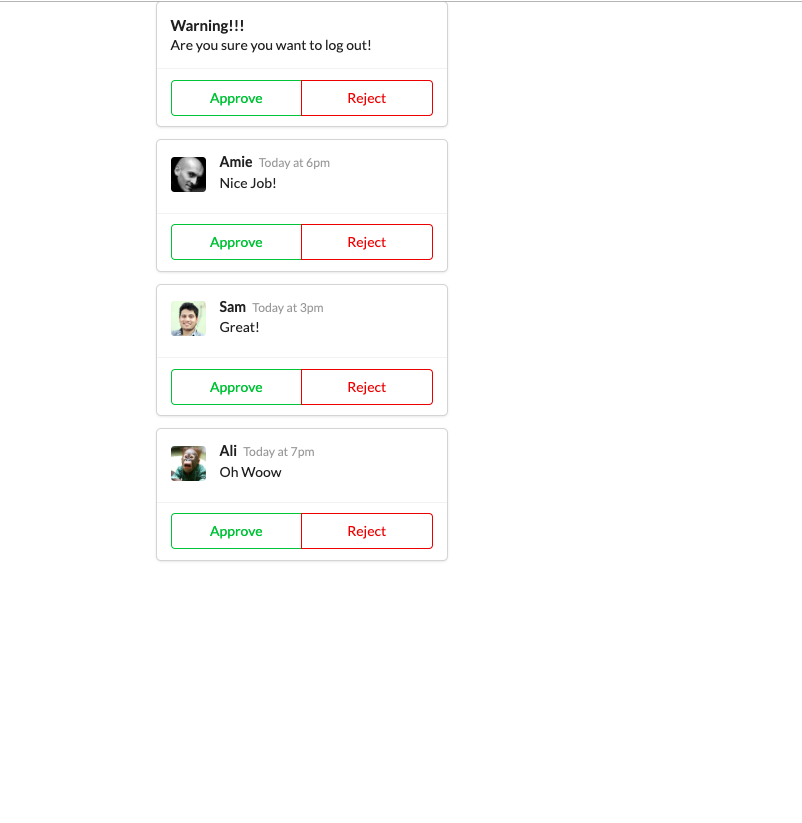 Warning!!!
Are you sure you want to log out!
Approve Reject
Amie Today at 6pm
Nice Job!
Approve Reject
Sam Today at 3pm
Great!
Approve Reject
Ali Today at 7pm
Oh Woow
Approve Reject